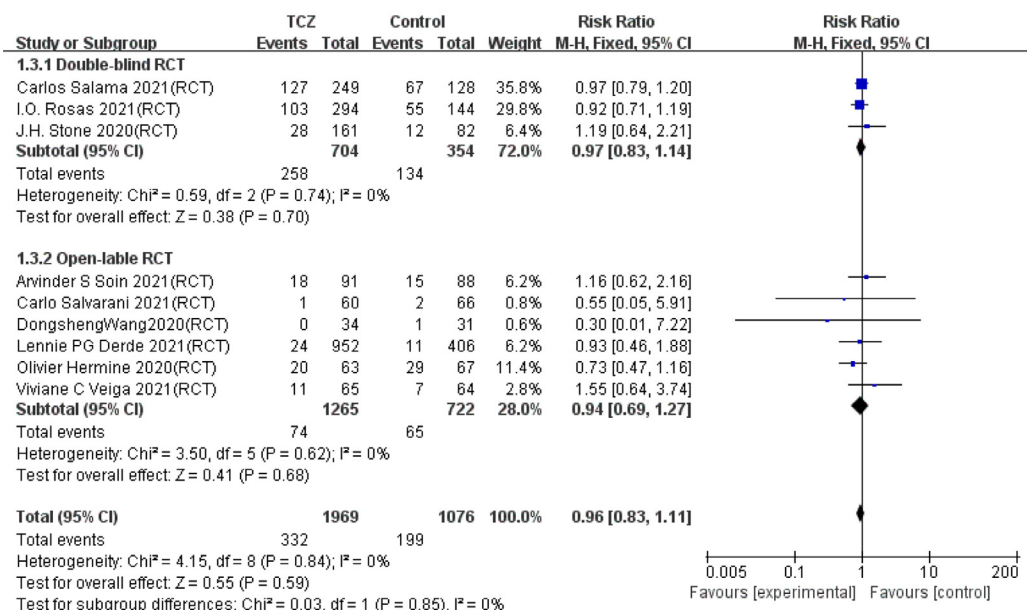 TCZ Control Risk Ratio Risk Ratio
Study or Subgroup Events Total Events Total Weight M-H, Fixed, 95% CI M-H, Fixed, 95% CI
1.3.1 Double-blind RCT
Carlos Salama 2021(RCT) 127 249 67 128 35.8% 0.97 [0.79, 1.20]
I.O. Rosas 2021(RCT) 103 294 55 144 29.8% 0.92 [0.71, 1.19]
J.H. Stone 2020(RCT) 28 161 12 82 6.4% 1.19 [0.64, 2.21]
Subtotal (95% CI) 704 354 72.0% 0.97 [0.83, 1.14]
Total events 258 134
Heterogeneity: Chi² = 0.59, df = 2 (P = 0.74); I² = 0%
Test for overall effect: Z = 0.38 (P = 0.70)
1.3.2 Open-lable RCT
Arvinder S Soin 2021(RCT) 18 91 15 88 6.2% 1.16 [0.62, 2.16]
Carlo Salvarani 2021(RCT) 1 60 2 66 0.8% 0.55 [0.05, 5.91]
DongshengWang2020(RCT) 0 34 1 31 0.6% 0.30 [0.01, 7.22]
Lennie PG Derde 2021(RCT) 24 952 11 406 6.2% 0.93 [0.46, 1.88]
Olivier Hermine 2020(RCT) 20 63 29 67 11.4% 0.73 [0.47, 1.16]
Viviane C Veiga 2021(RCT) 11 65 7 64 2.8% 1.55 [0.64, 3.74]
Subtotal (95% CI) 1265 722 28.0% 0.94 [0.69, 1.27]
Total events 74 65
Heterogeneity: Chi² = 3.50, df = 5 (P = 0.62); I² = 0%
Test for overall effect: Z = 0.41 (P = 0.68)
Total (95% CI) 1969 1076 100.0% 0.96 [0.83, 1.11]
Total events 332 199
Heterogeneity: Chi² = 4.15, df = 8 (P = 0.84); I² = 0%
Test for overall effect: Z = 0.55 (P = 0.59)
Test for subgroup differences: Chi² = 0.03, df = 1 (P = 0.85), I² = 0%
0.005 0.1 1 10 200
Favours [experimental] Favours [control]